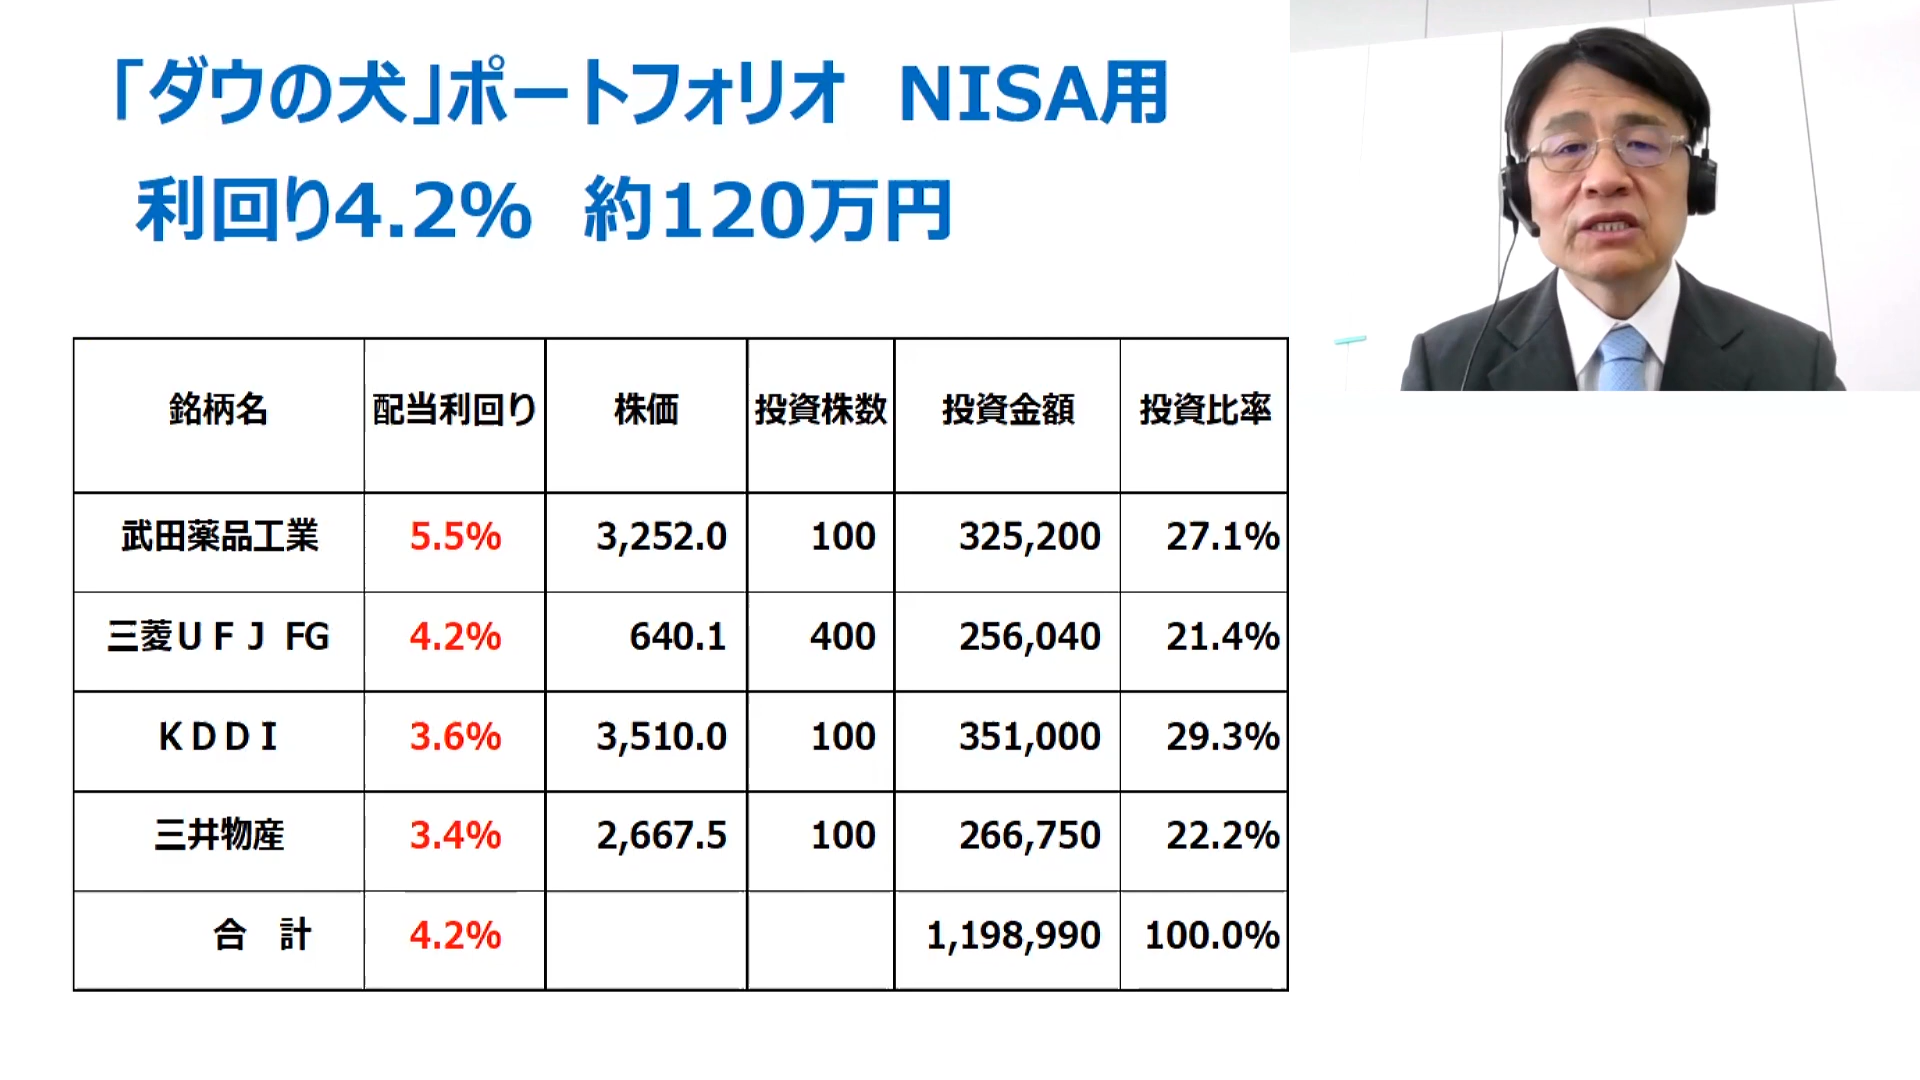 「ダウの犬」ポートフォリオ　NISA用
利回り4.2%　約120万円
銘柄名 配当利回り 株価 投資株数 投資金額 投資比率
武田薬品工業 5.5% 3,252.0 100 325,200 27.1%
三菱ＵＦＪ FG 4.2% 640.1 400 256,040 21.4%
ＫＤＤＩ 3.6% 3,510.0 100 351,000 29.3%
三井物産 3.4% 2,667.5 100 266,750 22.2%
合　計 4.2% 1,198,990 100.0%